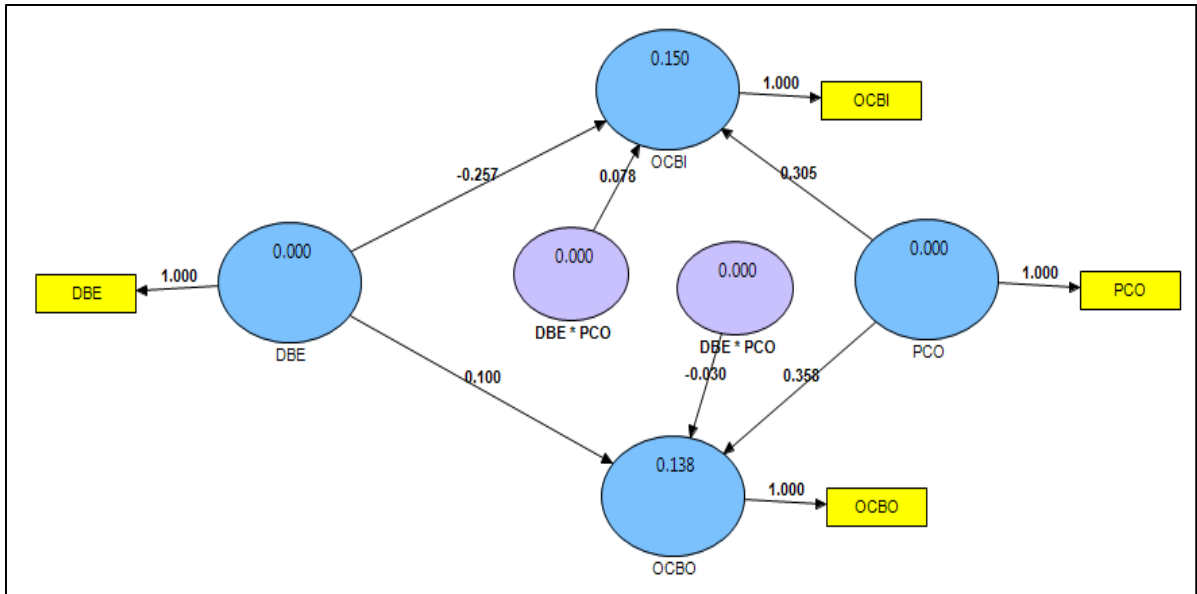 0.150
1.000
OCBI
OCBI
-0.257
0.078
0.305
0.000
0.000
0.000
0.000
1.000
DBE
1.000
PCO
DBE * PCO
DBE * PCO
DBE
PCO
0.100
-0.030
0.358
0.138
1.000
OCBO
OCBO